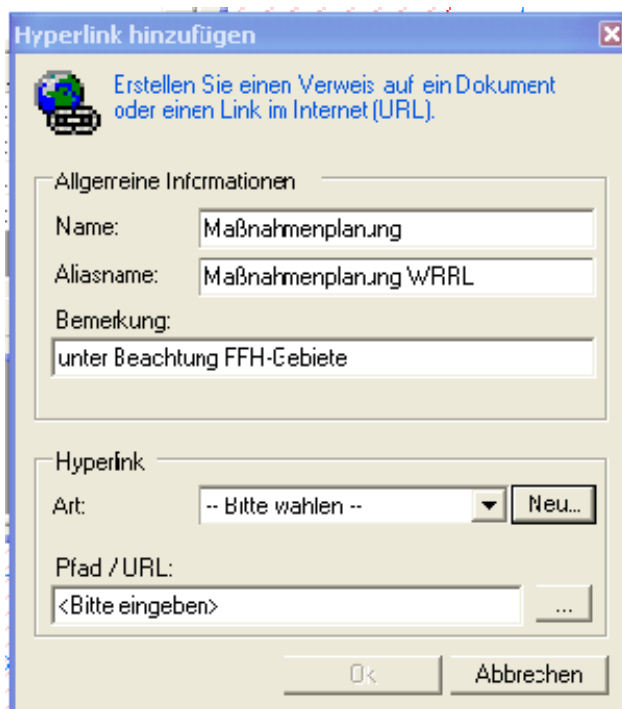 Hyperlink hinzufügen
Erstellen Sie einen Verweis auf ein Dokument
oder einen Link im Internet (URL).
Allgemeine Informationen
Name: Maßnahmenplanung
Aliasname: Maßnahmenplanung WRRL
Bemerkung:
unter Beachtung FFH-Gebiete
Hyperlink
Art: -- Bitte wählen -- Neu...
Pfad / URL:
<Bitte eingeben> ...
Ok Abbrechen